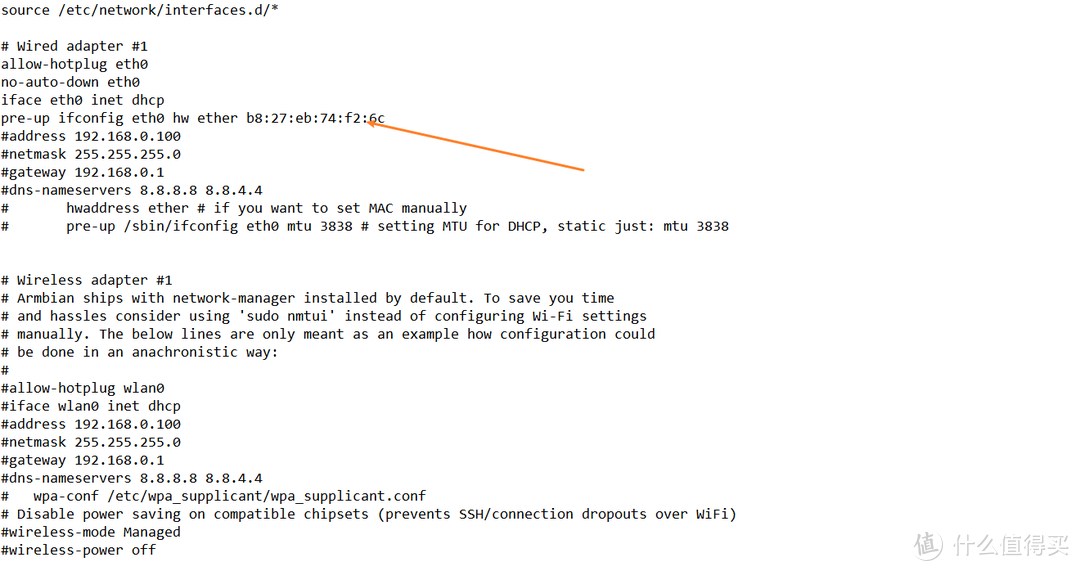 source /etc/network/interfaces.d/*

# Wired adapter #1
allow-hotplug eth0
no-auto-down eth0
iface eth0 inet dhcp
pre-up ifconfig eth0 hw ether b8:27:eb:74:f2:6c
#address 192.168.0.100
#netmask 255.255.255.0
#gateway 192.168.0.1
#dns-nameservers 8.8.8.8 8.8.4.4
#       hwaddress ether # if you want to set MAC manually
#       pre-up /sbin/ifconfig eth0 mtu 3838 # setting MTU for DHCP, static just: mtu 3838

# Wireless adapter #1
# Armbian ships with network-manager installed by default. To save you time
# and hassles consider using 'sudo nmtui' instead of configuring Wi-Fi settings
# manually. The below lines are only meant as an example how configuration could
# be done in an anachronistic way:
#
#allow-hotplug wlan0
#iface wlan0 inet dhcp
#address 192.168.0.100
#netmask 255.255.255.0
#gateway 192.168.0.1
#dns-nameservers 8.8.8.8 8.8.4.4
#   wpa-conf /etc/wpa_supplicant/wpa_supplicant.conf
# Disable power saving on compatible chipsets (prevents SSH/connection dropouts over WiFi)
#wireless-mode Managed
#wireless-power off
值 什么值得买